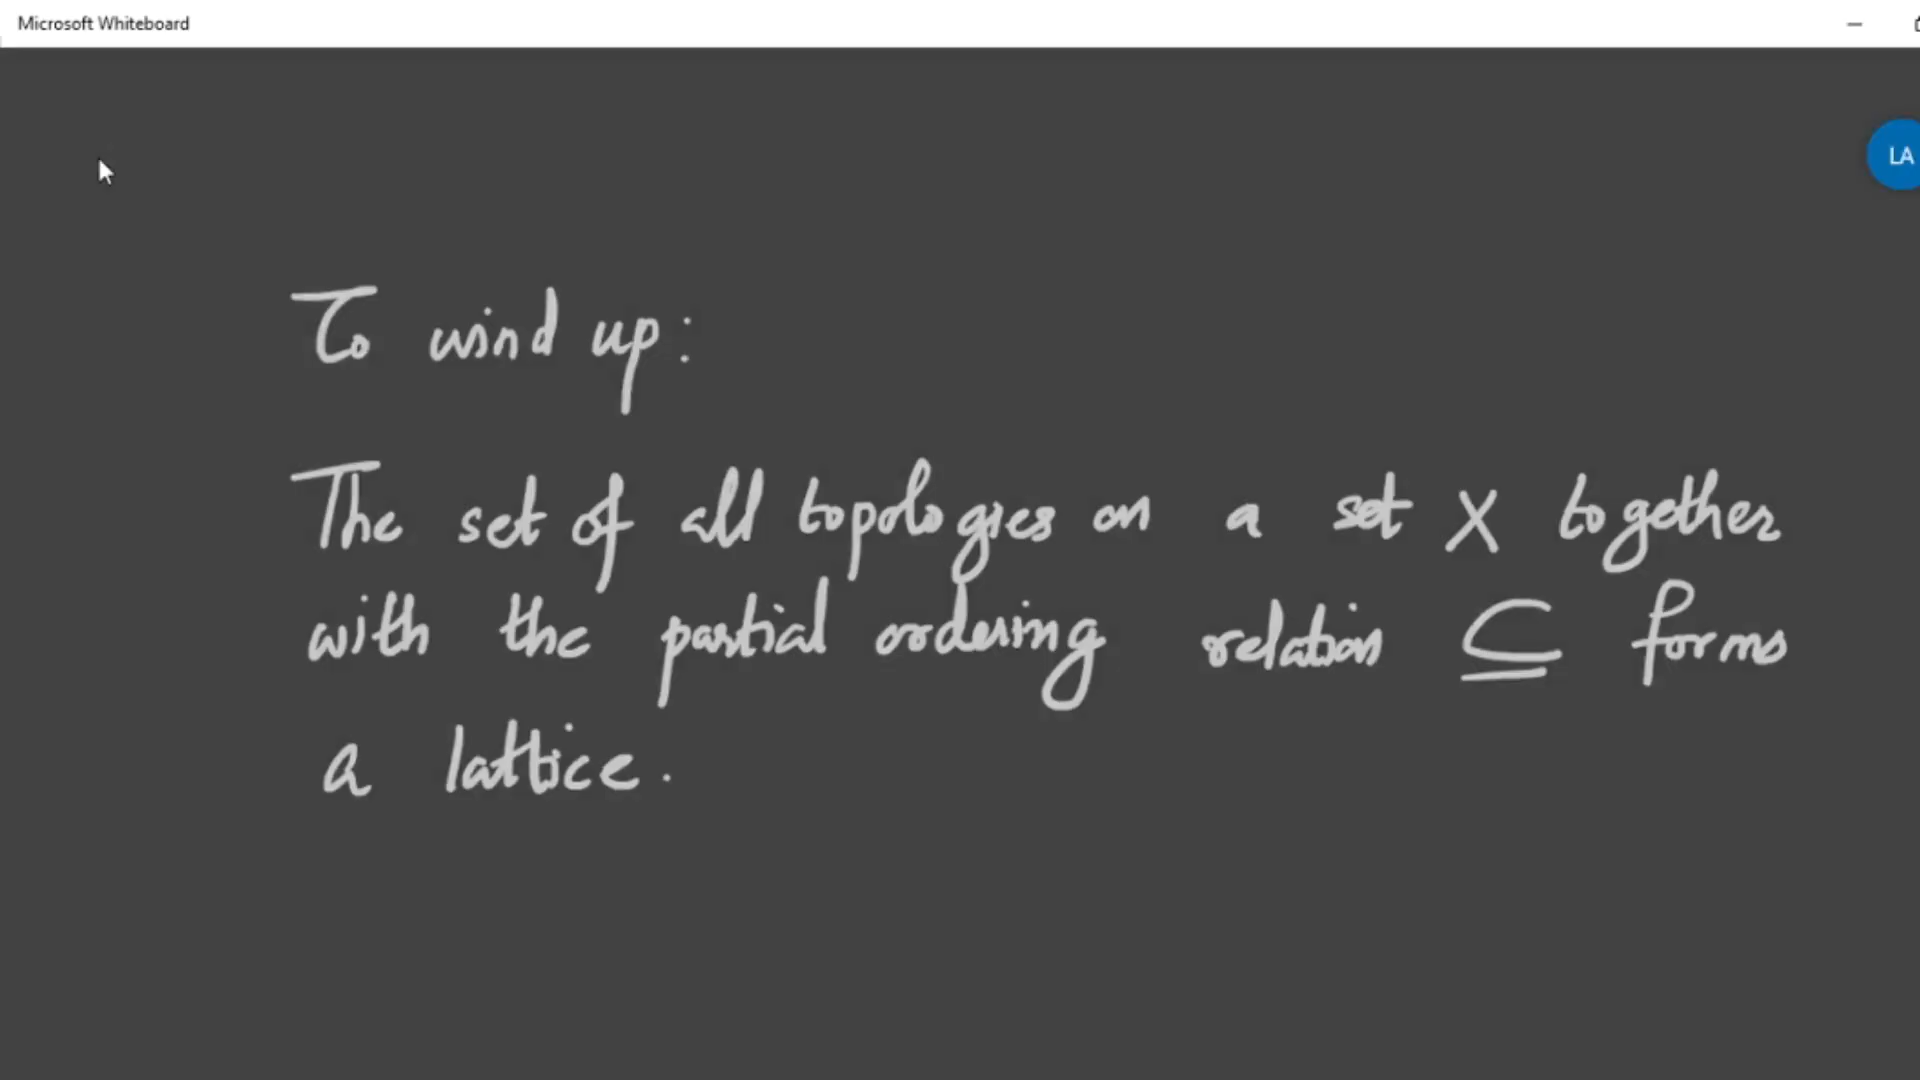 Microsoft Whiteboard
LA
To wind up:
The set of all topologies on a set X together
with the partial ordering relation ⊆ forms
a lattice.